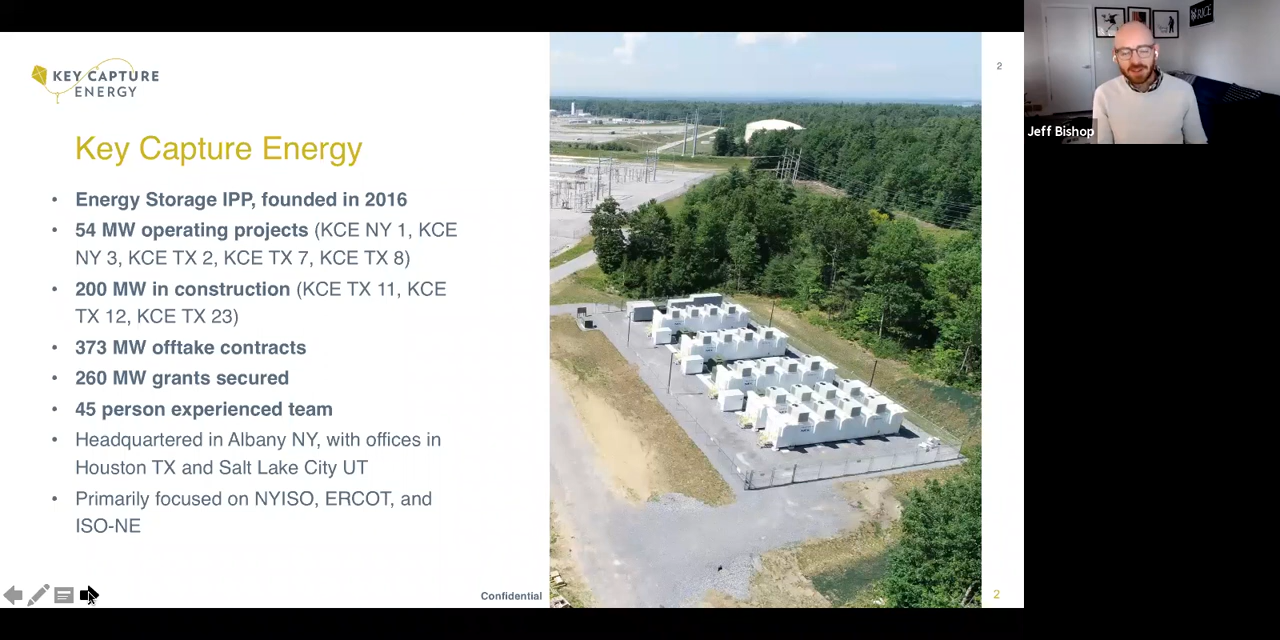 KEY CAPTURE
ENERGY
Key Capture Energy
• Energy Storage IPP, founded in 2016
• 54 MW operating projects (KCE NY 1, KCE
NY 3, KCE TX 2, KCE TX 7, KCE TX 8)
• 200 MW in construction (KCE TX 11, KCE
TX 12, KCE TX 23)
• 373 MW offtake contracts
• 260 MW grants secured
• 45 person experienced team
• Headquartered in Albany NY, with offices in
Houston TX and Salt Lake City UT
• Primarily focused on NYISO, ERCOT, and
ISO-NE
Confidential
2
2
RICE
Jeff Bishop